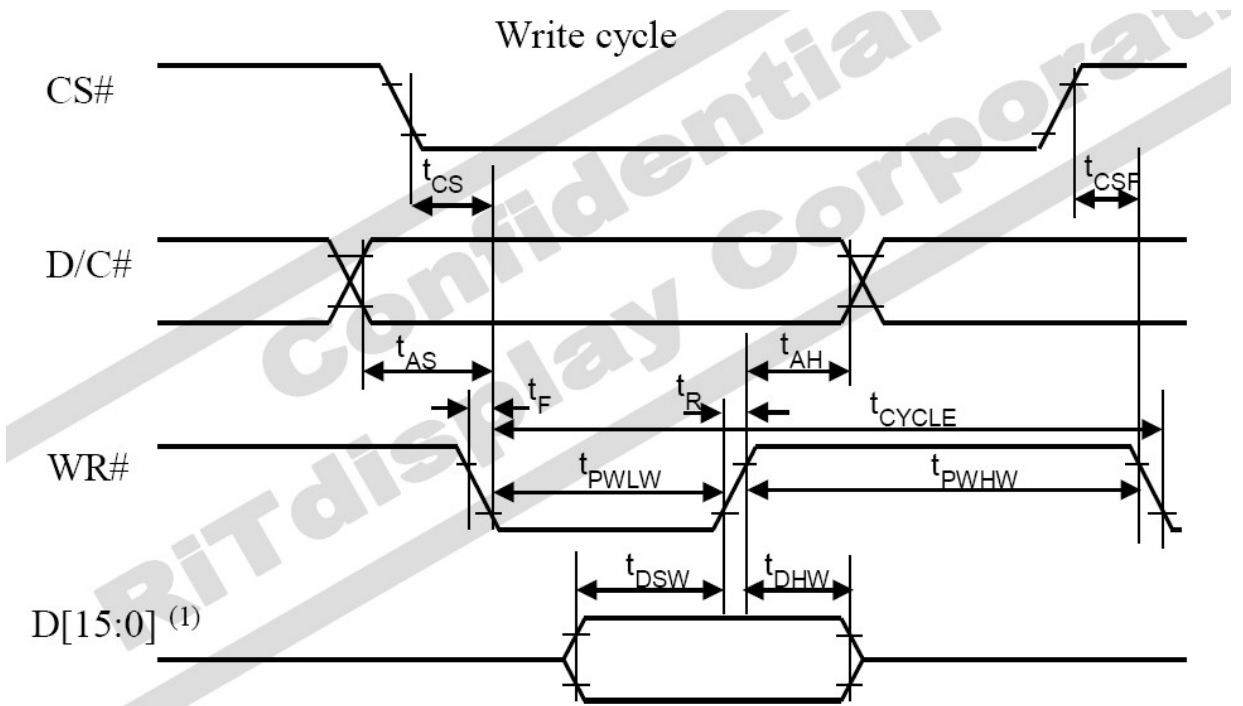 Write cycle
CS#
tCS
tCSF
D/C#
tAS
tAH
tF
tR
tCYCLE
WR#
tPWLW
tPWHW
tDSW
tDHW
D[15:0] (1)
Confidential
RiTdisplay Corporati